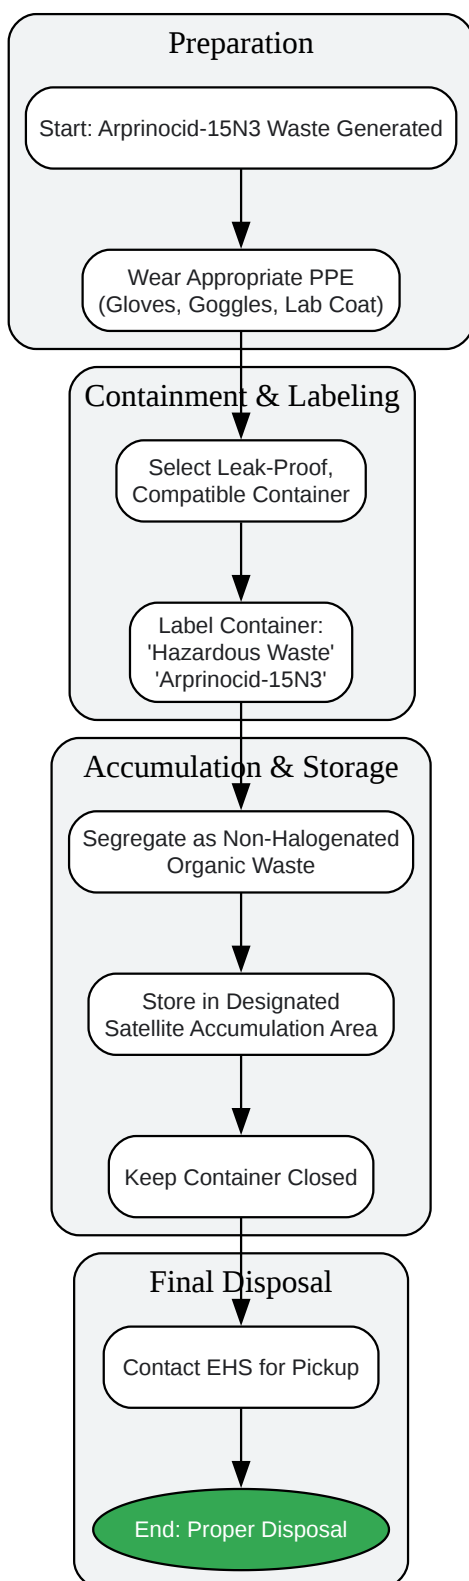 Preparation
Start: Arprinocid-15N3 Waste Generated
Wear Appropriate PPE
(Gloves, Goggles, Lab Coat)
Containment & Labeling
Select Leak-Proof,
Compatible Container
Label Container:
'Hazardous Waste'
'Arprinocid-15N3'
Accumulation & Storage
Segregate as Non-Halogenated
Organic Waste
Store in Designated
Satellite Accumulation Area
Keep Container Closed
Final Disposal
Contact EHS for Pickup
End: Proper Disposal